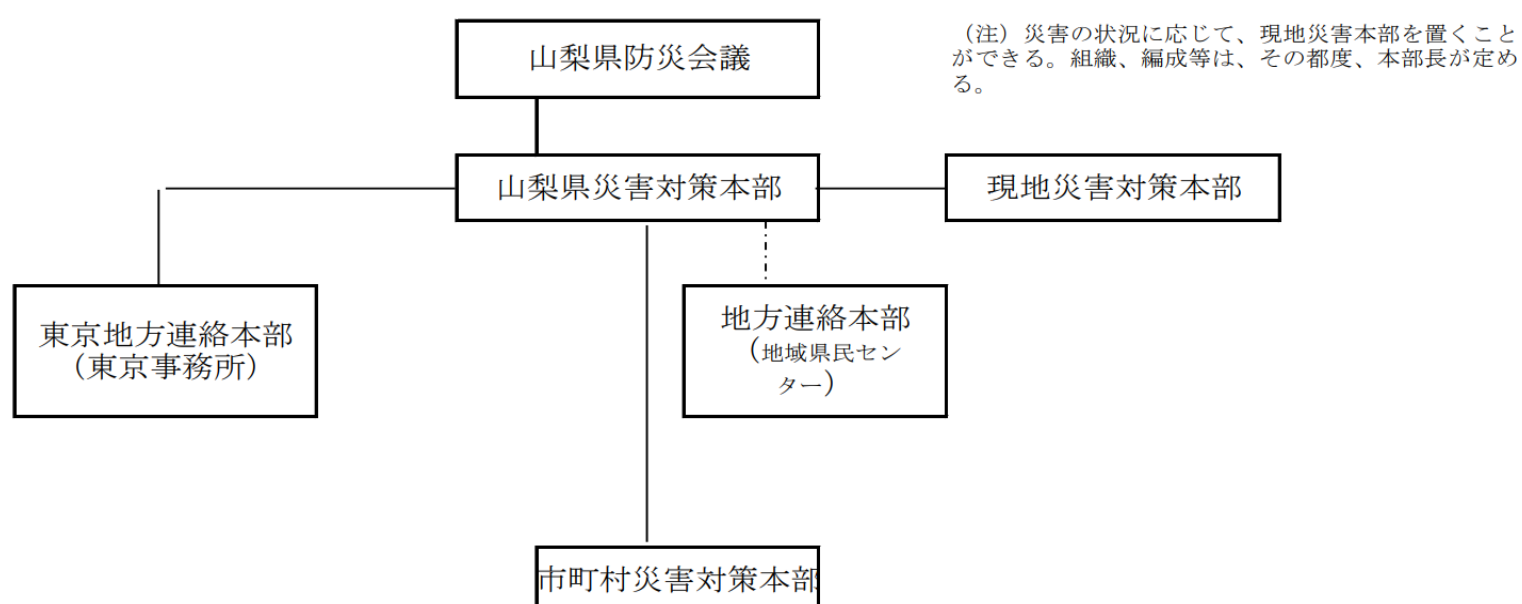 山梨県防災会議
（注）災害の状況に応じて、現地災害本部を置くこと
ができる。組織、編成等は、その都度、本部長が定め
る。
山梨県災害対策本部
現地災害対策本部
東京地方連絡本部
（東京事務所）
地方連絡本部
（地域県民セン
ター）
市町村災害対策本部